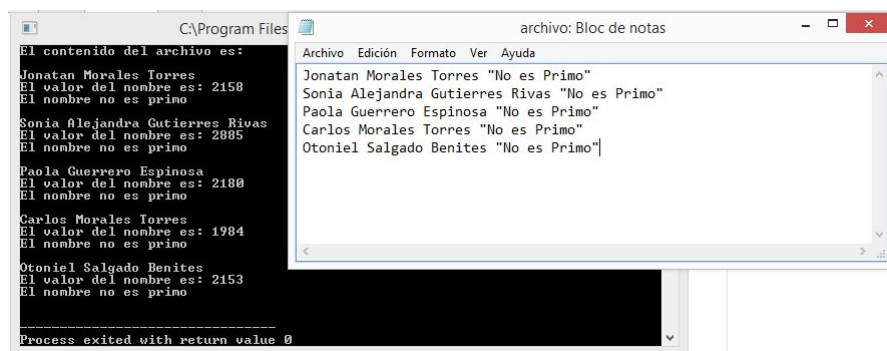 C:\Program Files
El contenido del archivo es:
Jonatan Morales Torres
El valor del nombre es: 2158
El nombre no es primo
Sonia Alejandra Gutierres Rivas
El valor del nombre es: 2885
El nombre no es primo
Paola Guerrero Espinosa
El valor del nombre es: 2180
El nombre no es primo
Carlos Morales Torres
El valor del nombre es: 1984
El nombre no es primo
Otoniel Salgado Benites
El valor del nombre es: 2153
El nombre no es primo
--------------------------------
Process exited with return value 0
archivo: Bloc de notas
Archivo Edición Formato Ver Ayuda
Jonatan Morales Torres "No es Primo"
Sonia Alejandra Gutierres Rivas "No es Primo"
Paola Guerrero Espinosa "No es Primo"
Carlos Morales Torres "No es Primo"
Otoniel Salgado Benites "No es Primo"